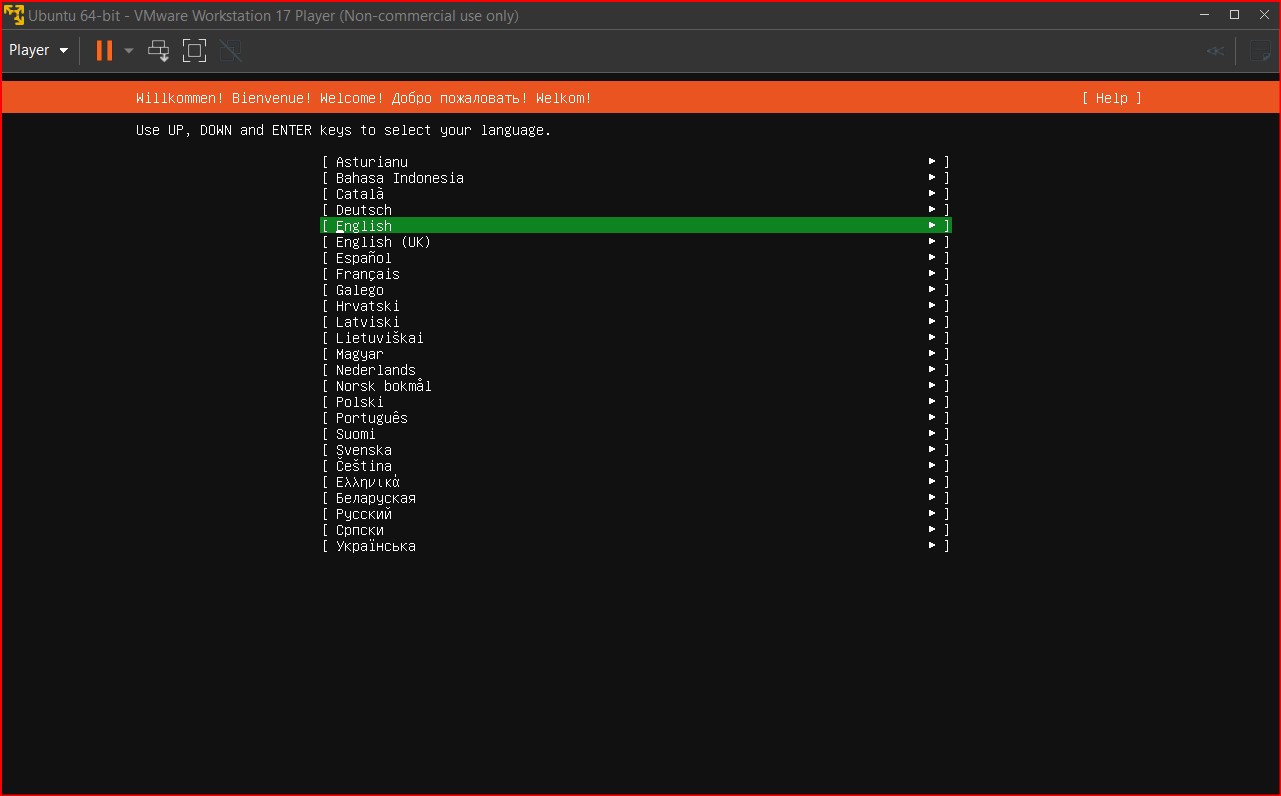 Ubuntu 64-bit - VMware Workstation 17 Player (Non-commercial use only)
Player
Willkommen! Bienvenue! Welcome! Добро пожаловать! Welkom! [ Help ]
Use UP, DOWN and ENTER keys to select your language.
[ Asturianu ► ]
[ Bahasa Indonesia ► ]
[ Català ► ]
[ Deutsch ► ]
[ English ► ]
[ English (UK) ► ]
[ Español ► ]
[ Français ► ]
[ Galego ► ]
[ Hrvatski ► ]
[ Latviski ► ]
[ Lietuviškai ► ]
[ Magyar ► ]
[ Nederlands ► ]
[ Norsk bokmål ► ]
[ Polski ► ]
[ Português ► ]
[ Suomi ► ]
[ Svenska ► ]
[ Čeština ► ]
[ Ελληνικά ► ]
[ Беларуская ► ]
[ Русский ► ]
[ Српски ► ]
[ Українська ► ]